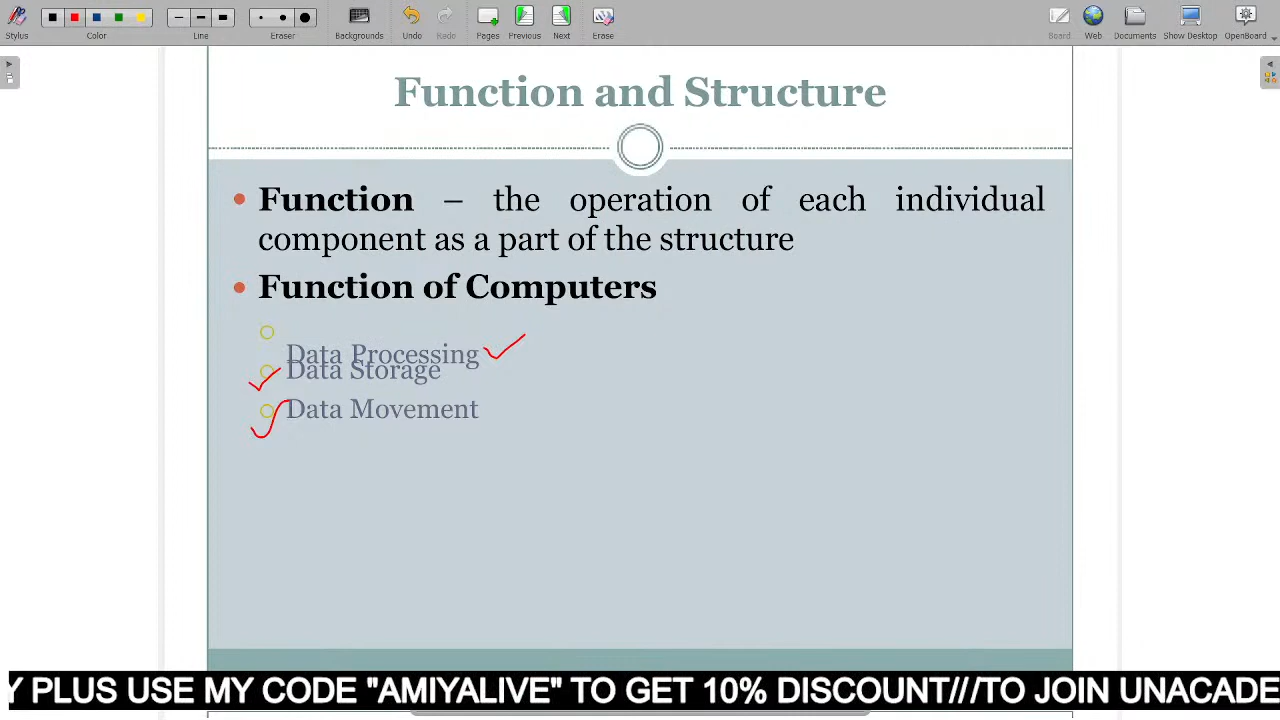 Stylus
Color
Line
Eraser
Backgrounds
Undo
Redo
Pages
Previous
Next
Erase
Board
Web
Documents
Show Desktop
OpenBoard
Function and Structure
Function – the operation of each individual
component as a part of the structure
Function of Computers
Data Processing
Data Storage
Data Movement
Y PLUS USE MY CODE "AMIYALIVE" TO GET 10% DISCOUNT///TO JOIN UNACADE